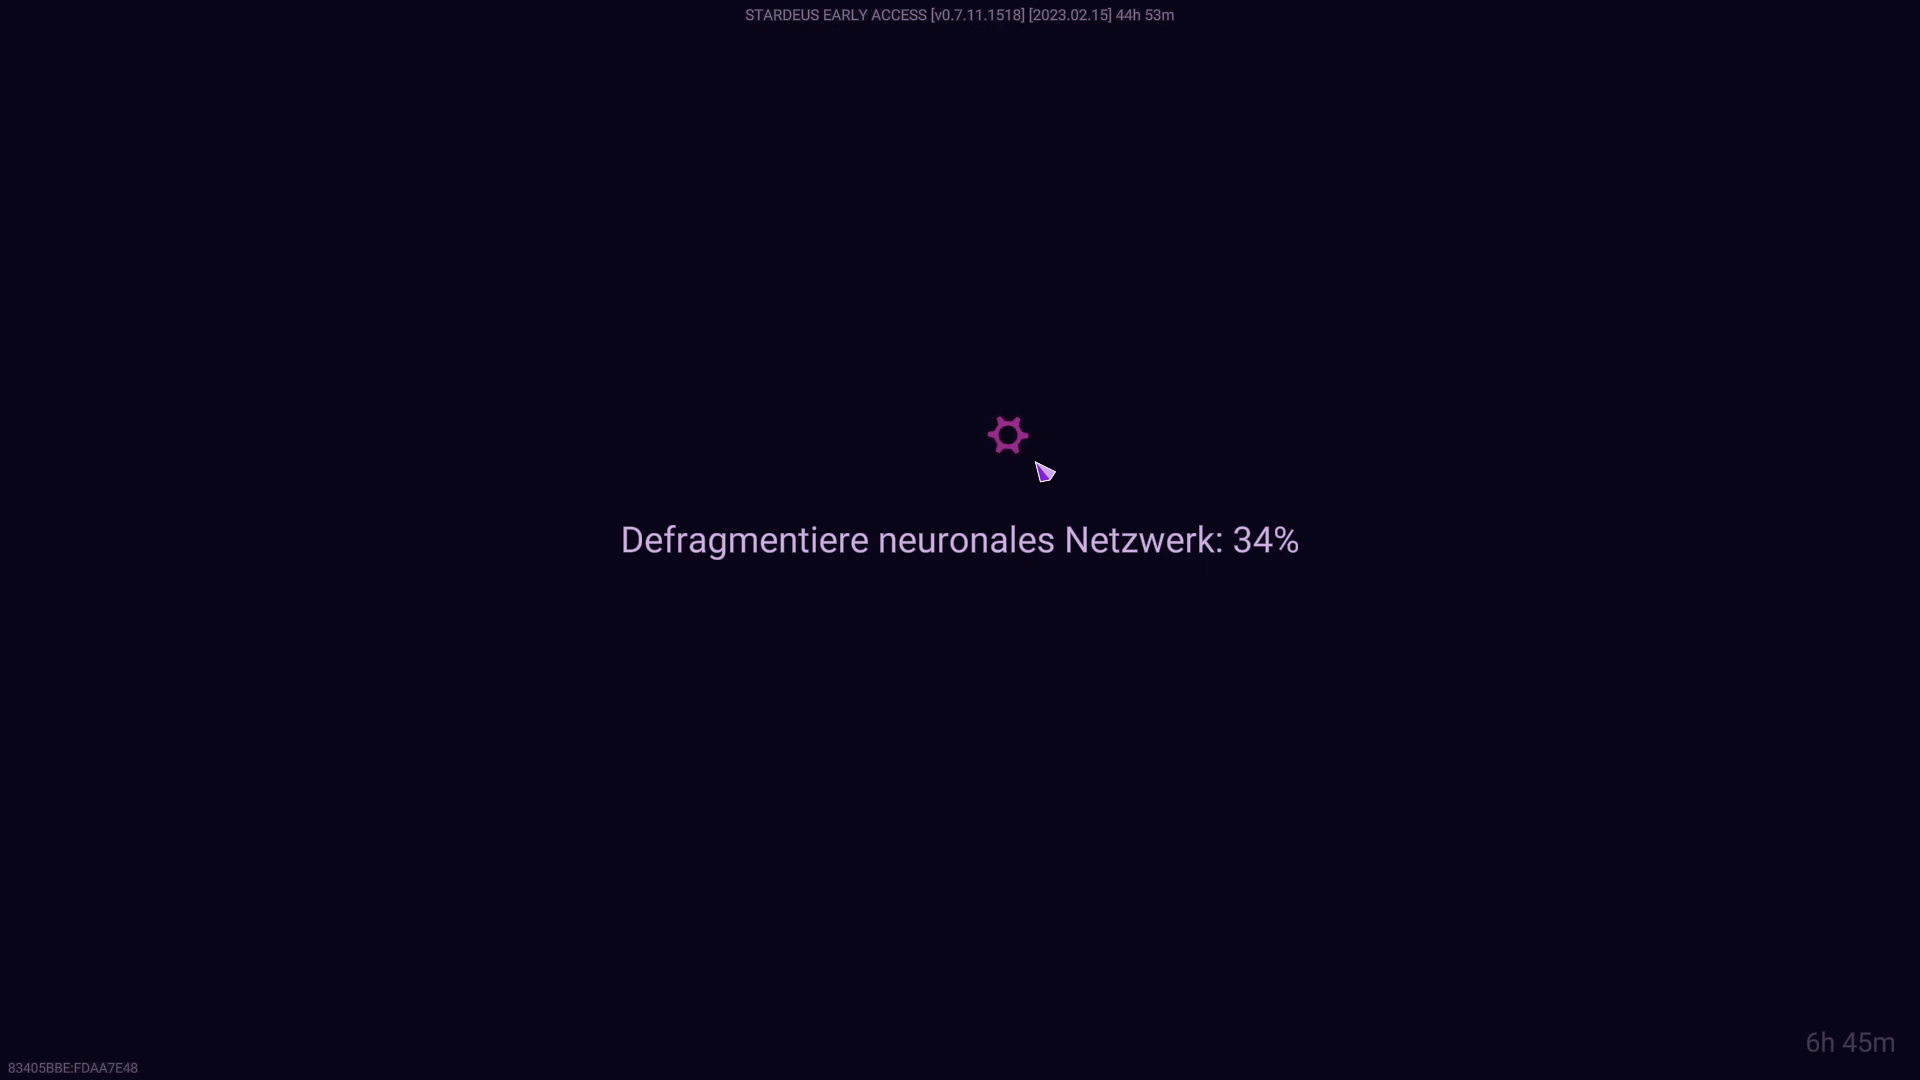 STARDEUS EARLY ACCESS [v0.7.11.1518] [2023.02.15] 44h 53m
Defragmentiere neuronales Netzwerk: 34%
6h 45m
83405BBE:FDAA7E48